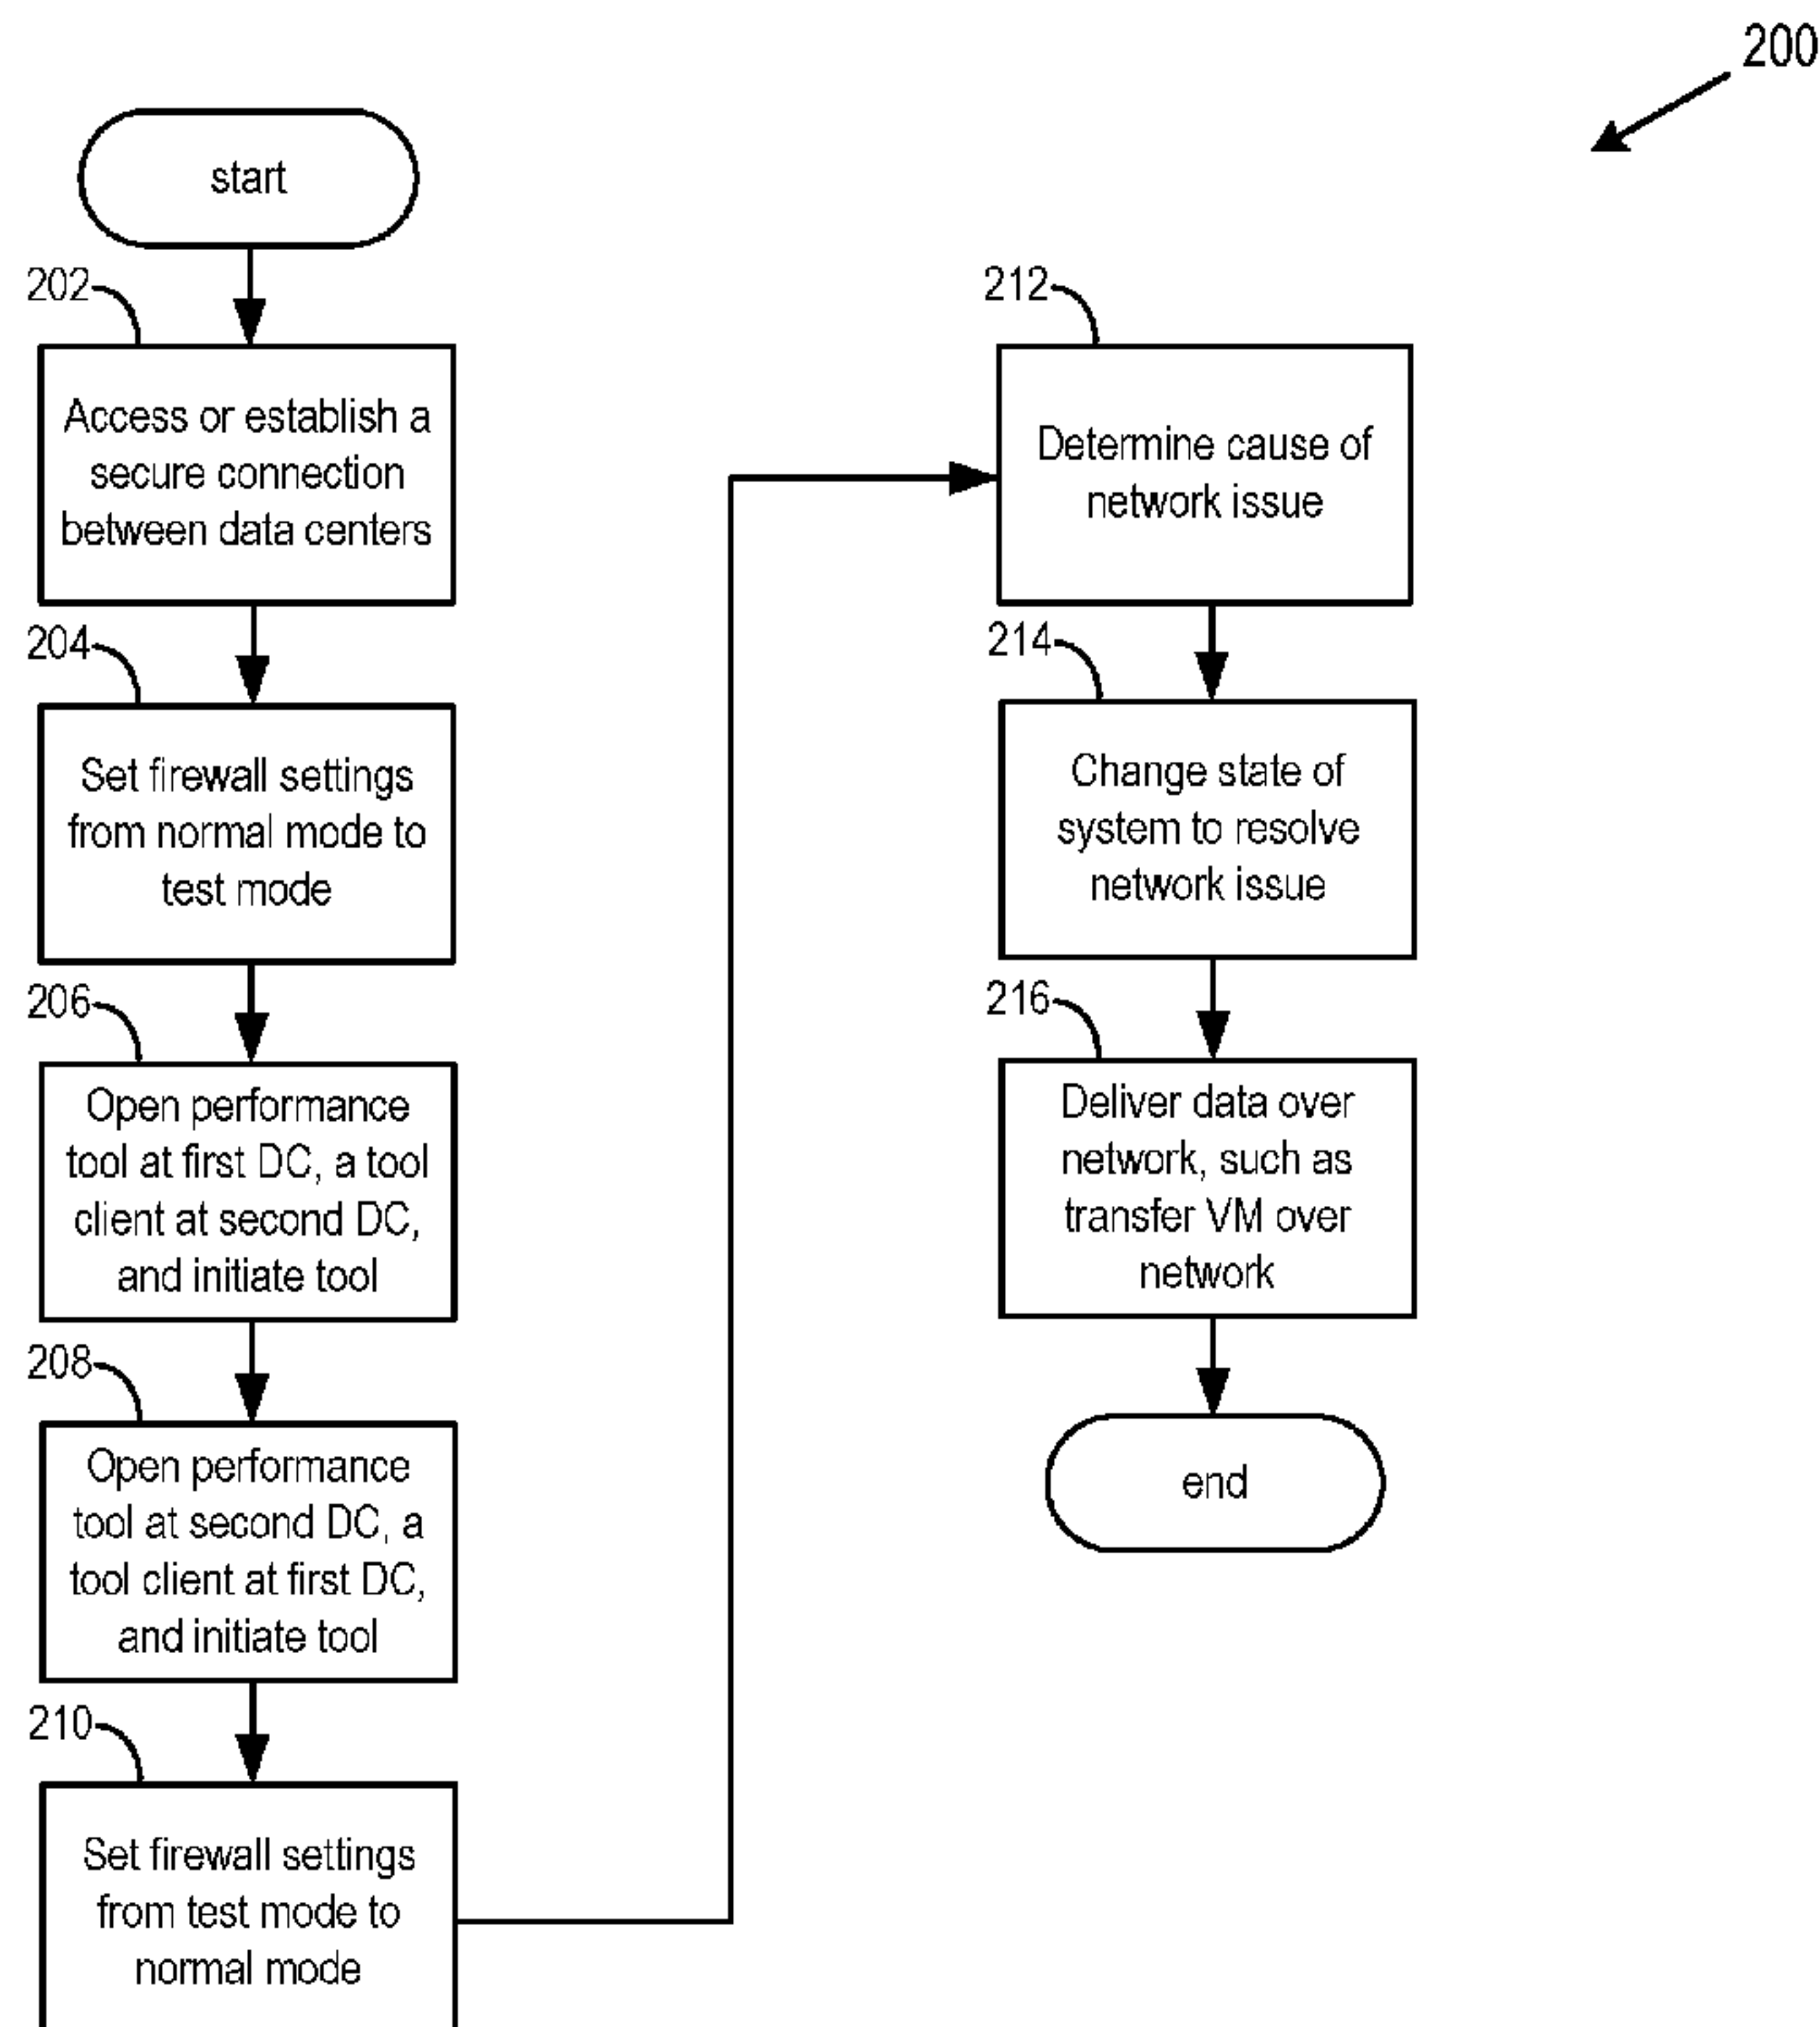 200
start
202
Access or establish a
secure connection
between data centers
204
Set firewall settings
from normal mode to
test mode
206
Open performance
tool at first DC, a tool
client at second DC,
and initiate tool
208
Open performance
tool at second DC, a
tool client at first DC,
and initiate tool
210
Set firewall settings
from test mode to
normal mode
212
Determine cause of
network issue
214
Change state of
system to resolve
network issue
216
Deliver data over
network, such as
transfer VM over
network
end